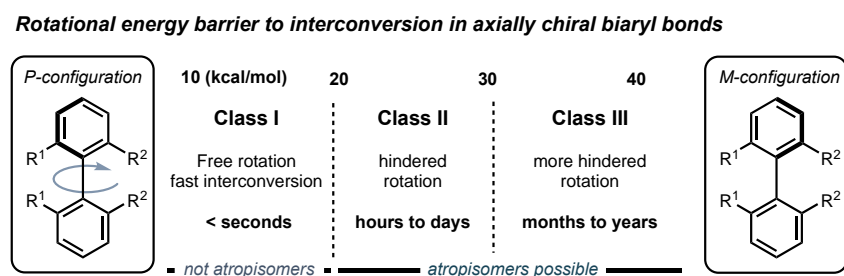 Rotational energy barrier to interconversion in axially chiral biaryl bonds
P-configuration
R¹
R²
R¹
R²
10 (kcal/mol)
20
30
40
Class I
Class II
Class III
Free rotation
fast interconversion
hindered
rotation
more hindered
rotation
< seconds
hours to days
months to years
not atropisomers
atropisomers possible
M-configuration
R¹
R²
R¹
R²